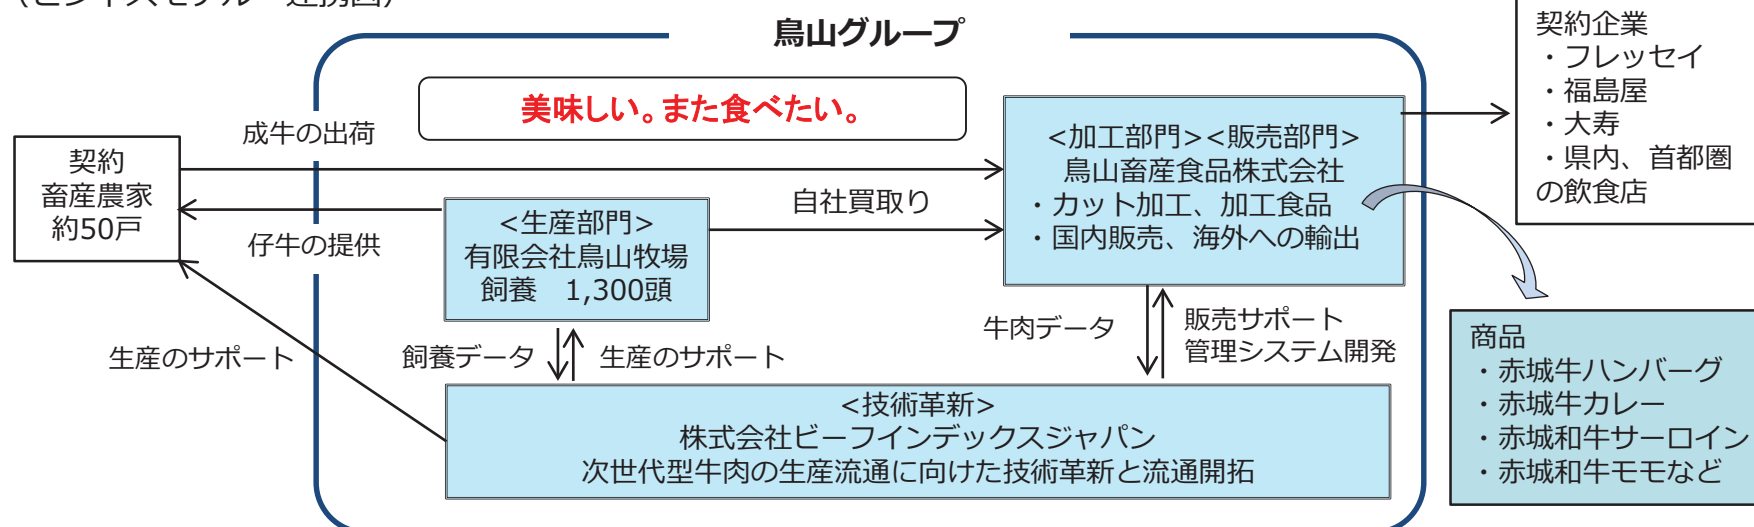 (ビジネスモデル・連携図)
鳥山グループ
美味しい。また食べたい。
成牛の出荷
契約
畜産農家
約50戸
仔牛の提供
<生産部門>
有限会社鳥山牧場
飼養　1,300頭
自社買取り
<加工部門><販売部門>
鳥山畜産食品株式会社
・カット加工、加工食品
・国内販売、海外への輸出
契約企業
・フレッセイ
・福島屋
・大寿
・県内、首都圏
の飲食店
生産のサポート
飼養データ
生産のサポート
牛肉データ
販売サポート
管理システム開発
<技術革新>
株式会社ビーフインデックスジャパン
次世代型牛肉の生産流通に向けた技術革新と流通開拓
商品
・赤城牛ハンバーグ
・赤城牛カレー
・赤城和牛サーロイン
・赤城和牛モモなど